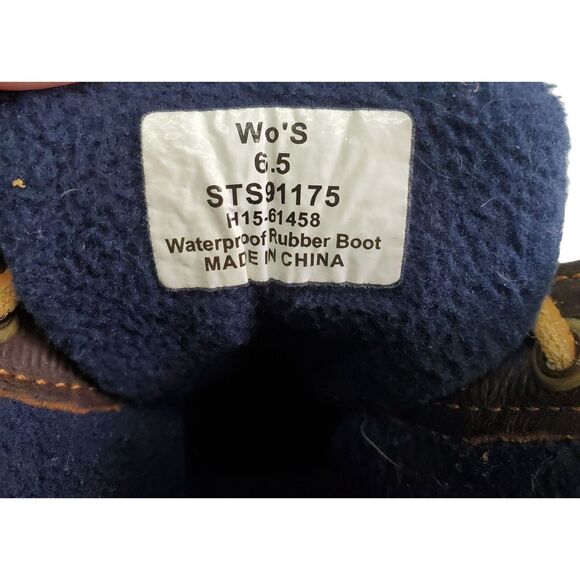 Wo'S
6.5
STS91175
H15-61458
Waterproof Rubber Boot
MADE IN CHINA